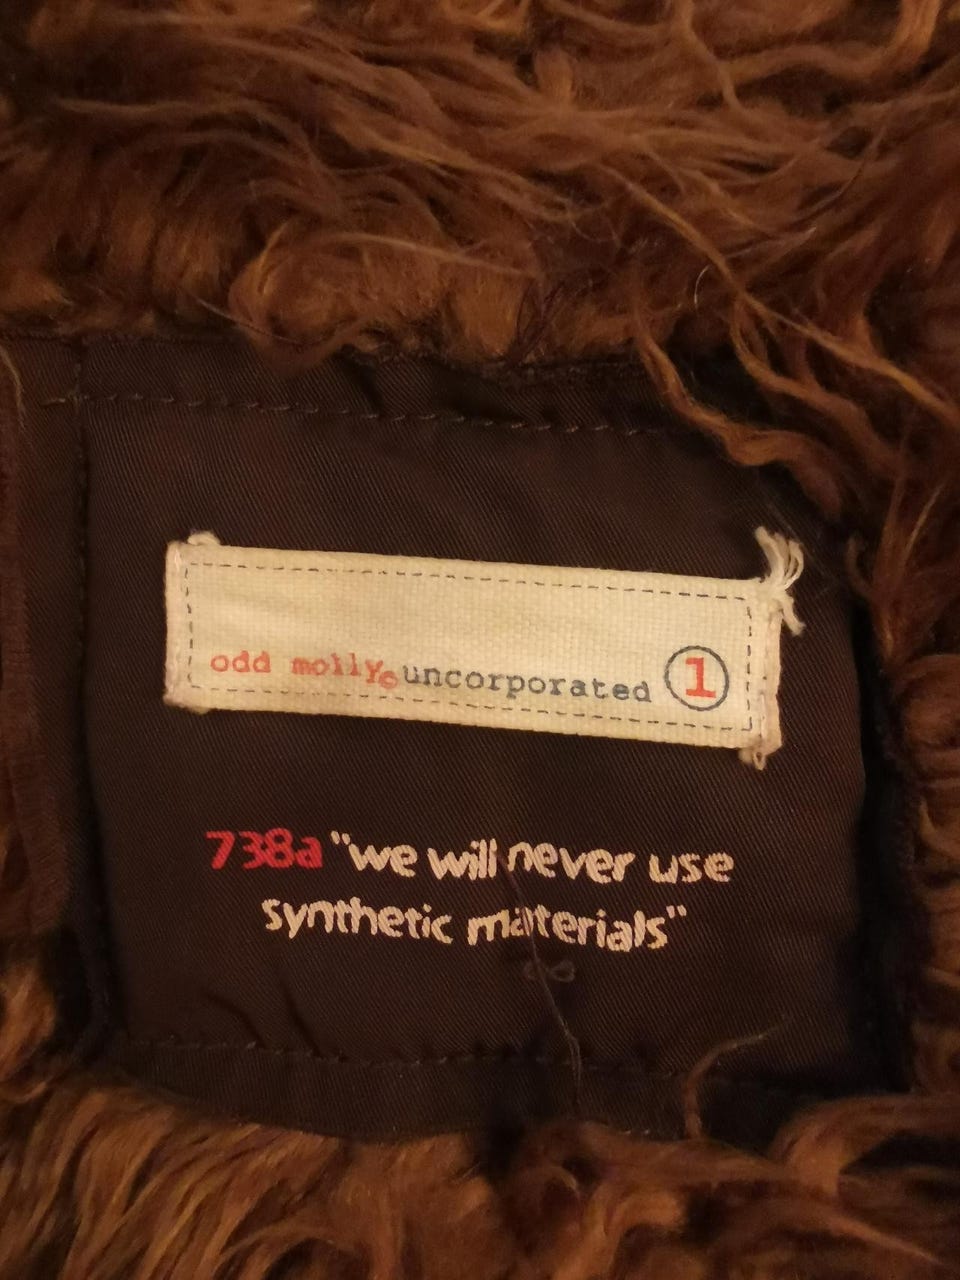 odd molly© uncorporated 1
738a "we will never use
synthetic materials"